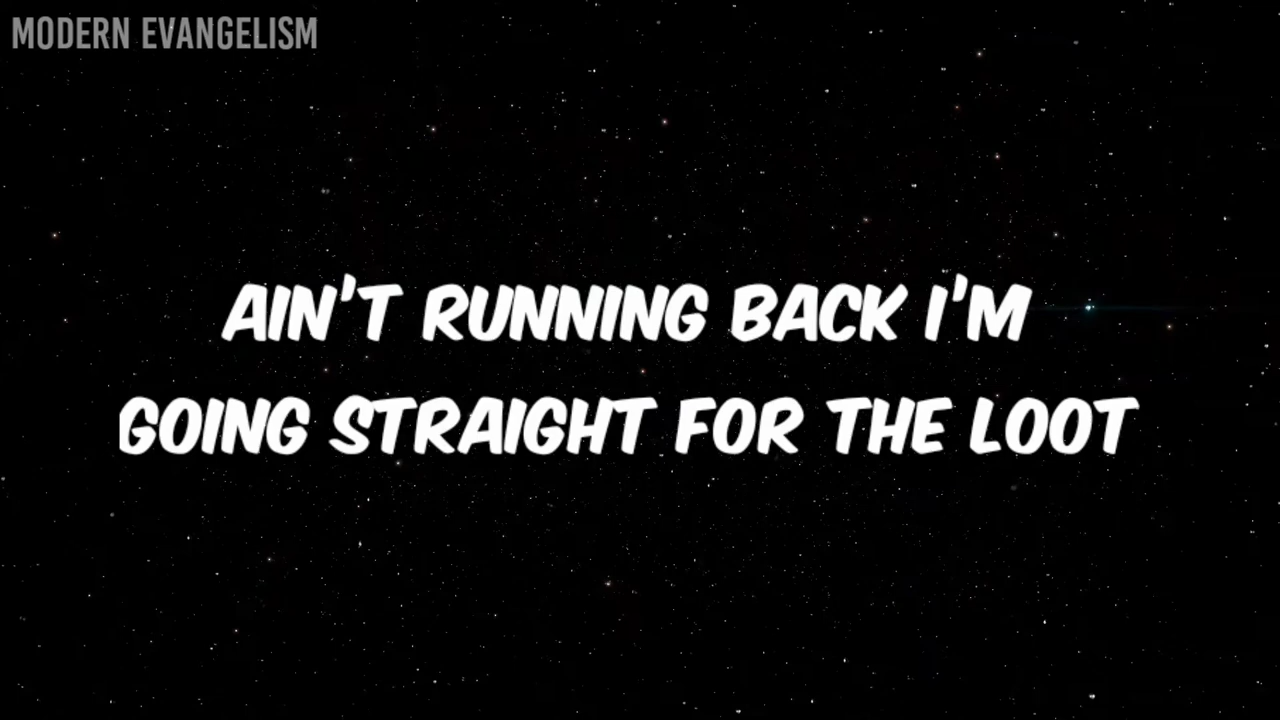 MODERN EVANGELISM
AIN'T RUNNING BACK I'M
GOING STRAIGHT FOR THE LOOT